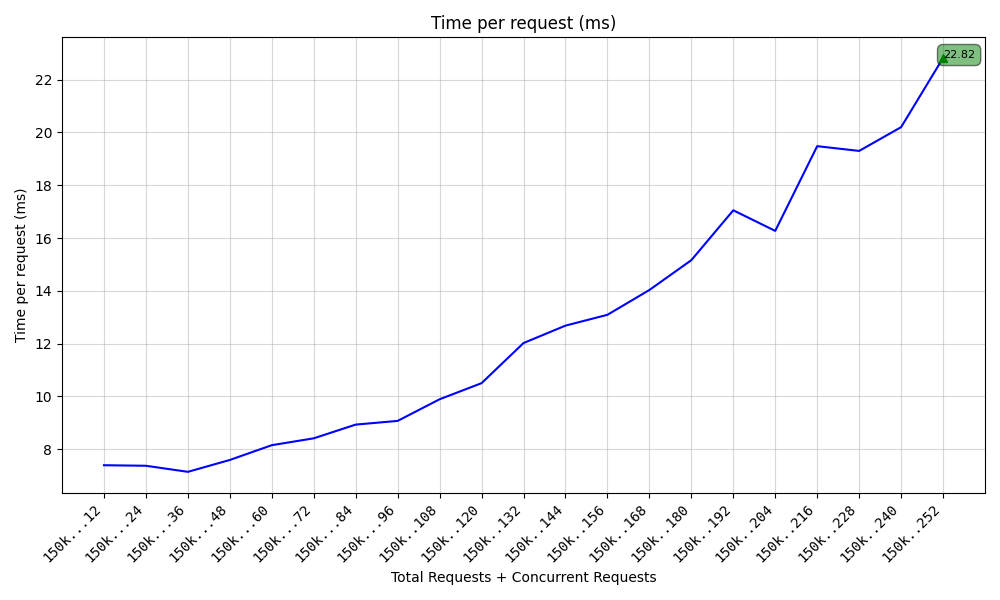 Time per request (ms)
22.82
22
20
18
16
14
12
10
8
Time per request (ms)
150k...12
150k...24
150k...36
150k...48
150k...60
150k...72
150k...84
150k...96
150k..108
150k..120
150k..132
150k..144
150k..156
150k..168
150k..180
150k..192
150k..204
150k..216
150k..228
150k..240
150k..252
Total Requests + Concurrent Requests